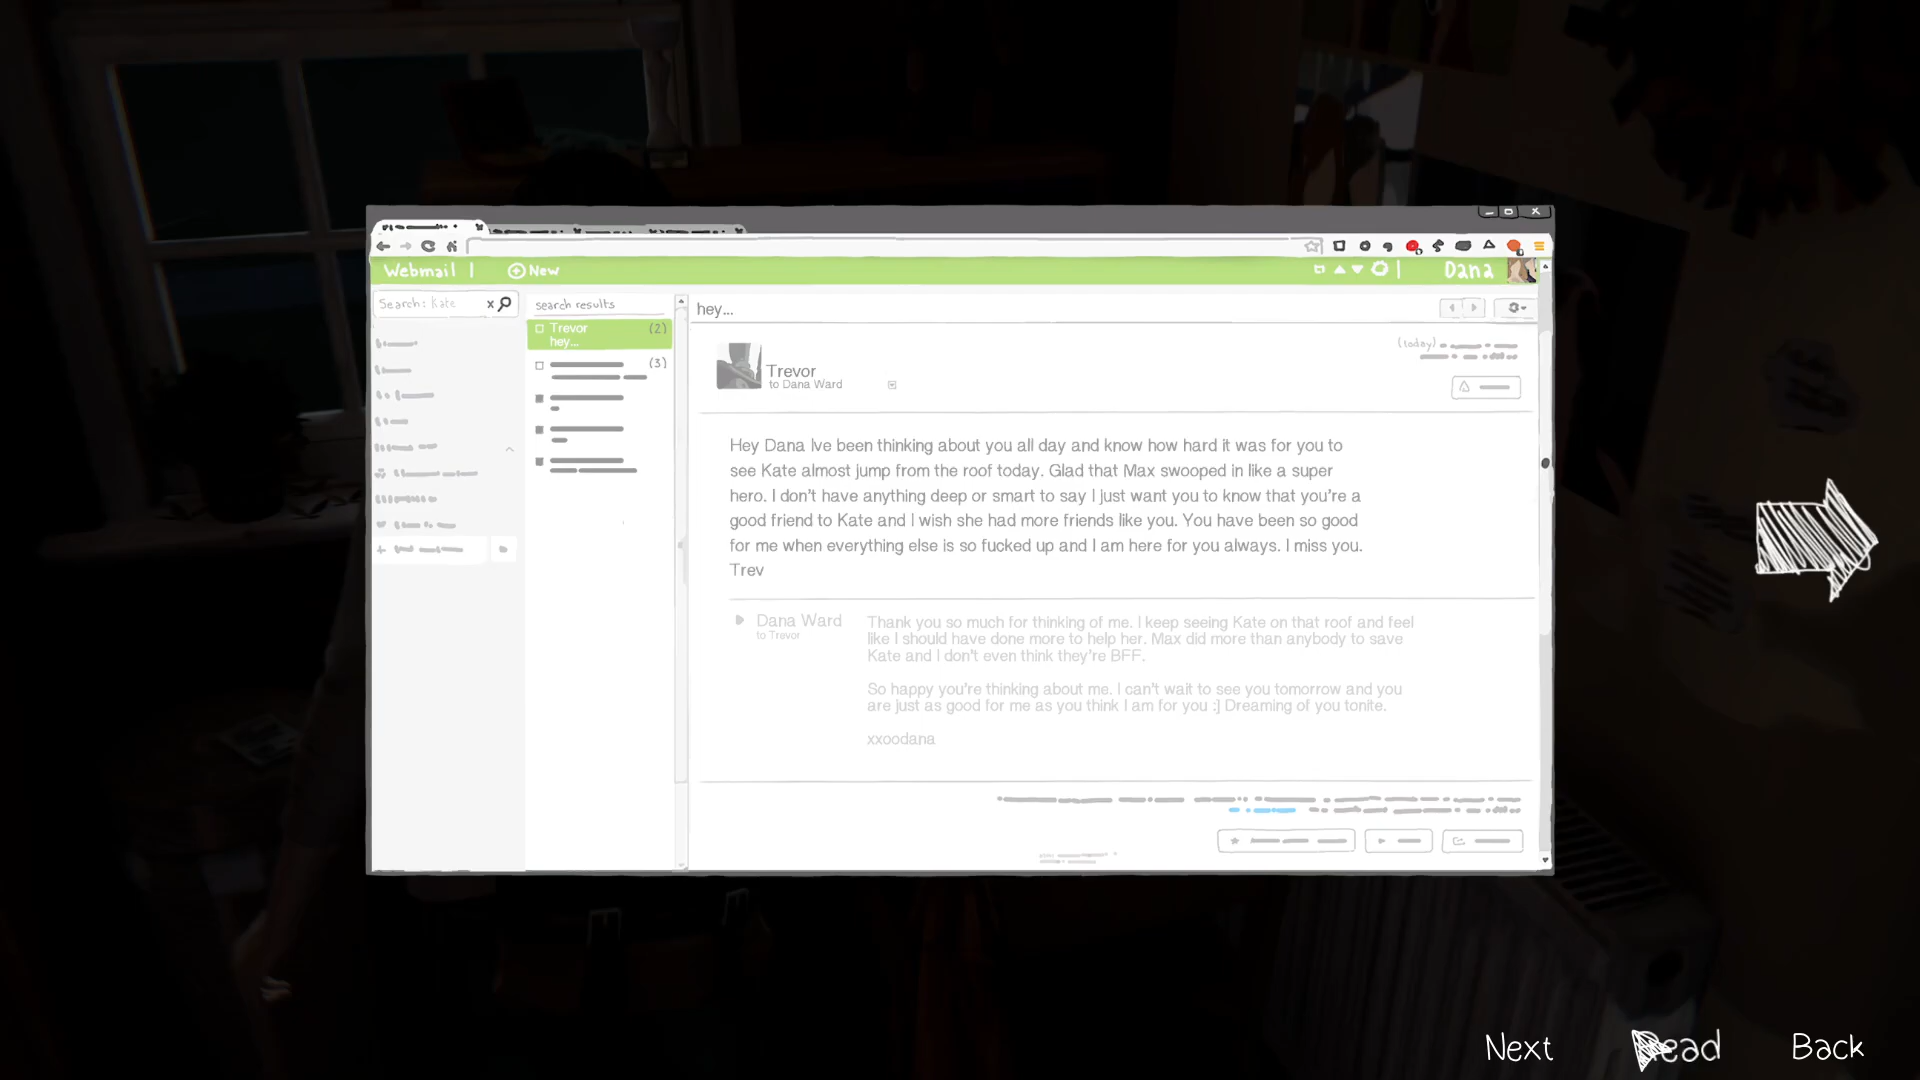 Webmail
New
Dana
Search: Kate x
search results
Trevor (2)
hey...
(3)
hey...
(today)
Trevor
to Dana Ward
Hey Dana Ive been thinking about you all day and know how hard it was for you to
see Kate almost jump from the roof today. Glad that Max swooped in like a super
hero. I don't have anything deep or smart to say I just want you to know that you're a
good friend to Kate and I wish she had more friends like you. You have been so good
for me when everything else is so fucked up and I am here for you always. I miss you.
Trev
Dana Ward
to Trevor
Thank you so much for thinking of me. I keep seeing Kate on that roof and feel
like I should have done more to help her. Max did more than anybody to save
Kate and I don't even think they're BFF.
So happy you're thinking about me. I can't wait to see you tomorrow and you
are just as good for me as you think I am for you :] Dreaming of you tonite.
xxoodana
Next Read Back